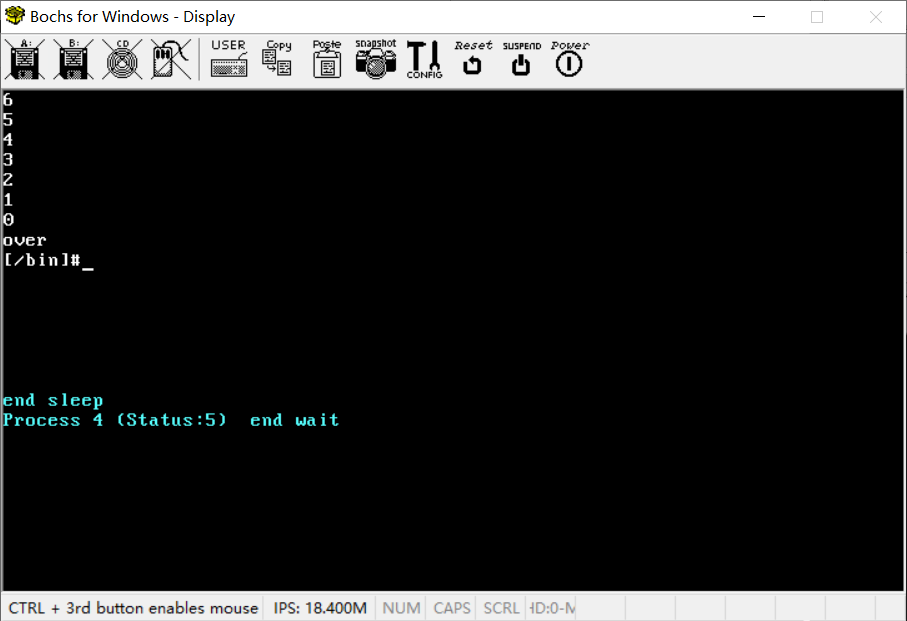 Bochs for Windows - Display
A: B: CD USER Copy Paste snapshot CONFIG Reset SUSPEND Power
6
5
4
3
2
1
0
over
[/bin]#_
end sleep
Process 4 (Status:5)  end wait
CTRL + 3rd button enables mouse IPS: 18.400M NUM CAPS SCRL HD:0-M